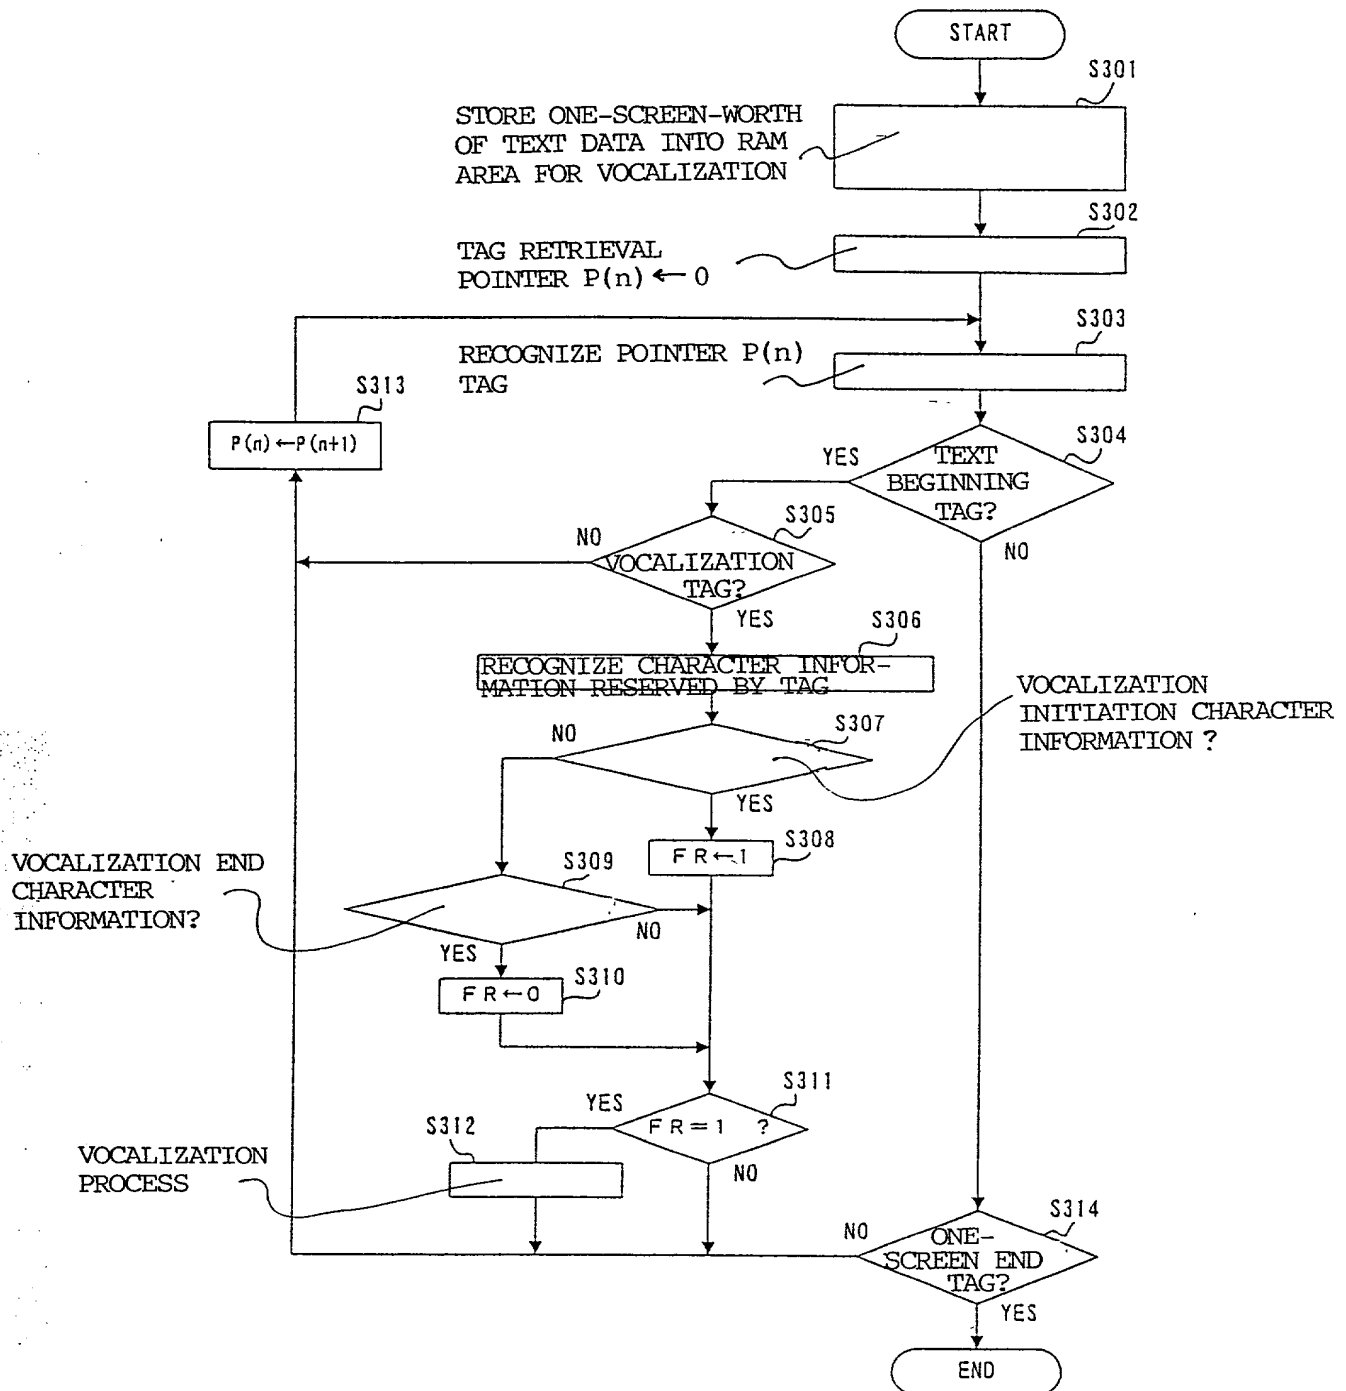 START
S301
STORE ONE-SCREEN-WORTH
OF TEXT DATA INTO RAM
AREA FOR VOCALIZATION
S302
TAG RETRIEVAL
POINTER P(n) ← 0
S303
RECOGNIZE POINTER P(n)
TAG
S313
P(n)←P(n+1)
S304
YES
TEXT
BEGINNING
TAG?
NO
S305
NO
VOCALIZATION
TAG?
YES
S306
RECOGNIZE CHARACTER INFOR-
MATION RESERVED BY TAG
VOCALIZATION
INITIATION CHARACTER
INFORMATION ?
S307
NO
YES
S308
FR←1
VOCALIZATION END
CHARACTER
INFORMATION?
S309
NO
YES
S310
FR←0
S311
YES
FR=1 ?
NO
S312
VOCALIZATION
PROCESS
S314
NO
ONE-
SCREEN END
TAG?
YES
END